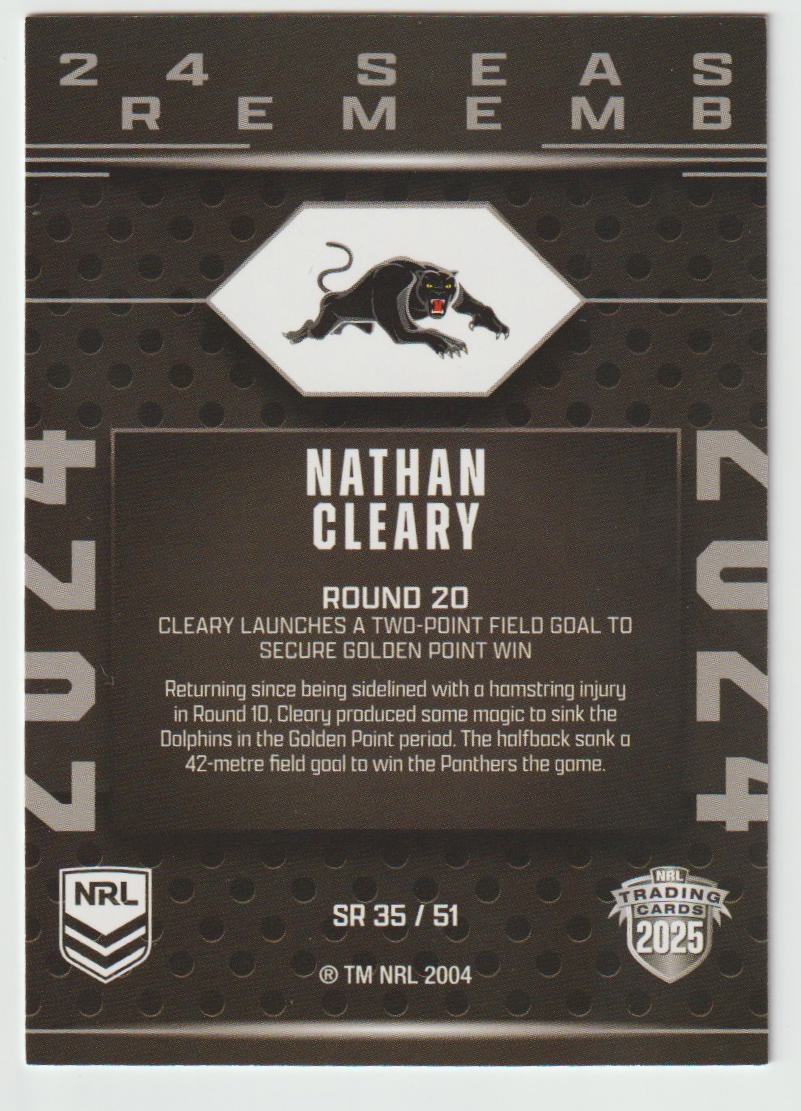 24 SEAS
REMEMB
NATHAN
CLEARY
2024
2024
ROUND 20
CLEARY LAUNCHES A TWO-POINT FIELD GOAL TO
SECURE GOLDEN POINT WIN
Returning since being sidelined with a hamstring injury
in Round 10, Cleary produced some magic to sink the
Dolphins in the Golden Point period. The halfback sank a
42-metre field goal to win the Panthers the game.
NRL
SR 35 / 51
NRL
TRADING
CARDS
2025
® TM NRL 2004